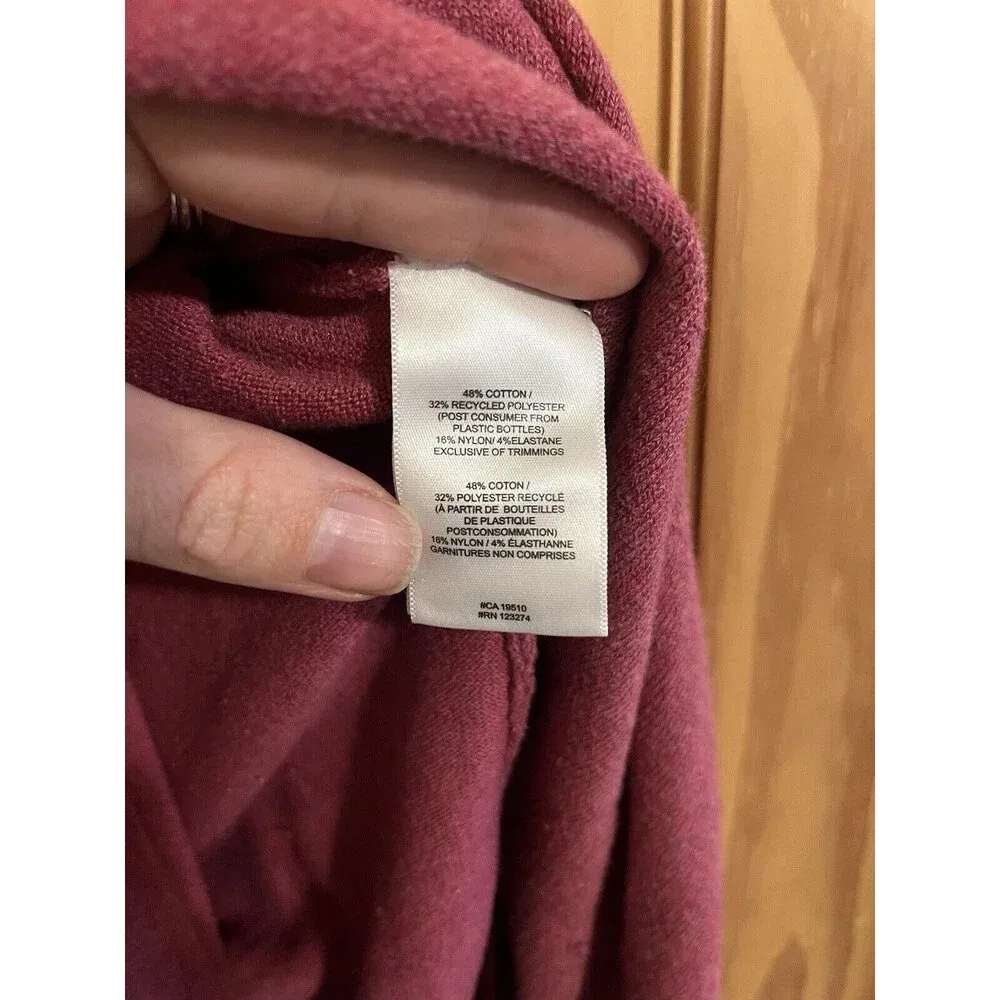 48% COTTON /
32% RECYCLED POLYESTER
(POST CONSUMER FROM
PLASTIC BOTTLES)
16% NYLON/ 4%ELASTANE
EXCLUSIVE OF TRIMMINGS
48% COTON /
32% POLYESTER RECYCLÉ
(À PARTIR DE BOUTEILLES
DE PLASTIQUE
POSTCONSOMMATION)
16% NYLON / 4% ÉLASTHANNE
GARNITURES NON COMPRISES
#CA 19510
#RN 123274